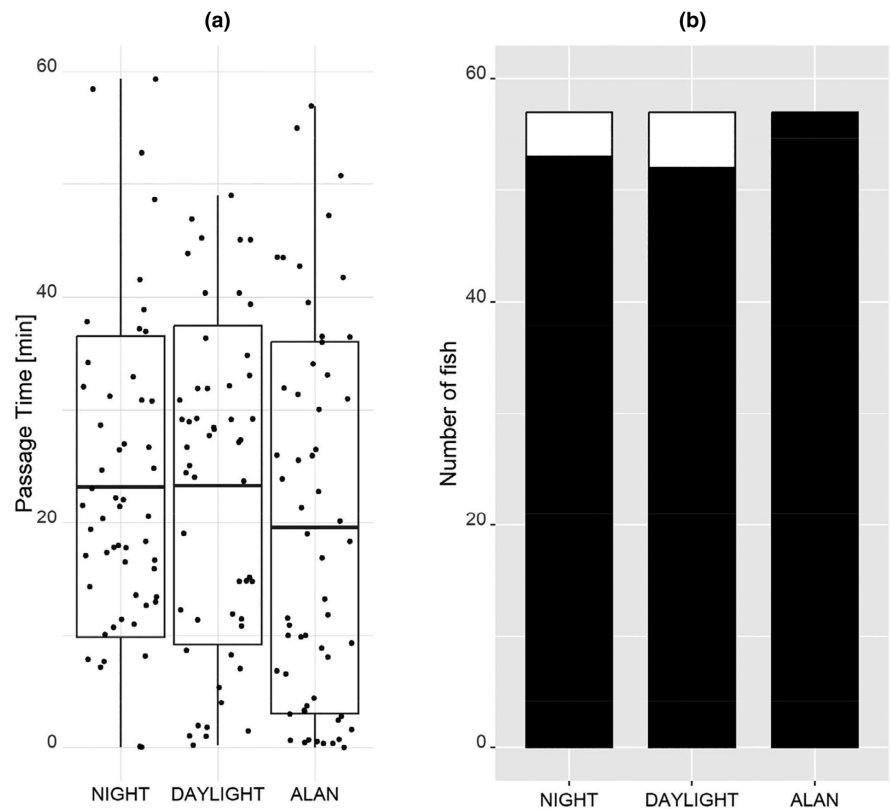 (a)
Passage Time [min]
60
40
20
0
NIGHT DAYLIGHT ALAN
(b)
Number of fish
60
40
20
0
NIGHT DAYLIGHT ALAN